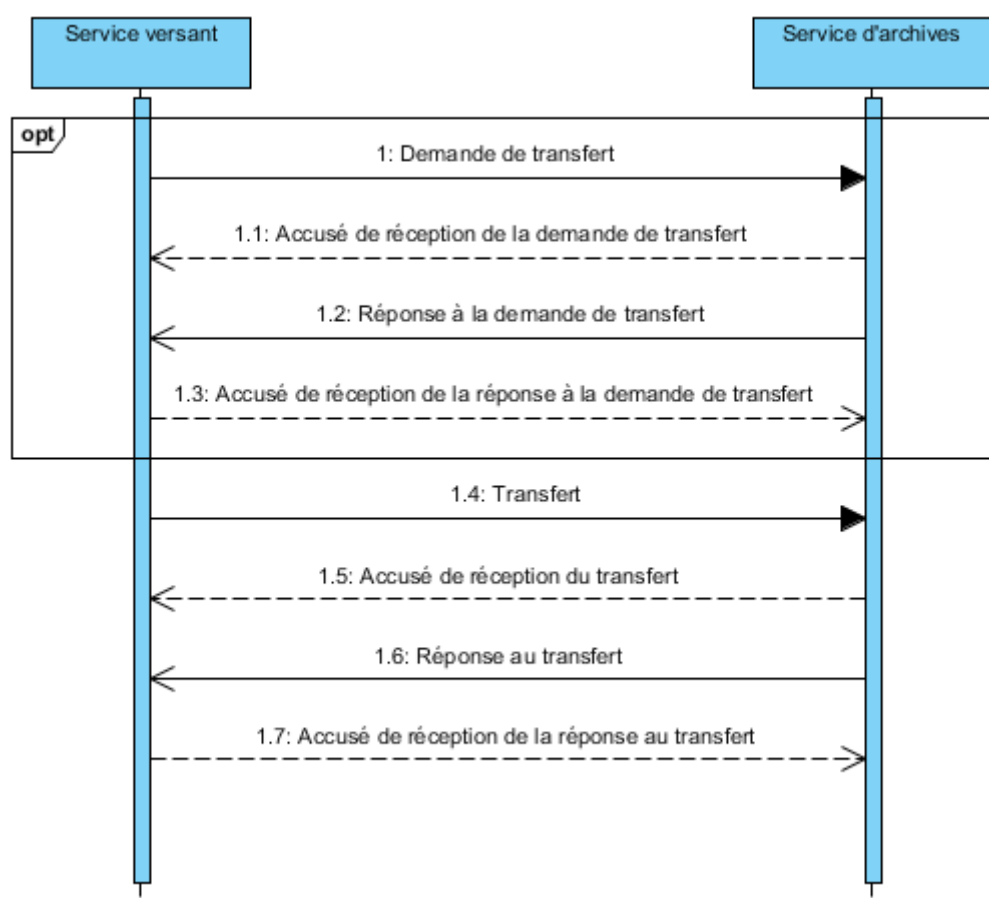 Service versant
Service d'archives
opt
1: Demande de transfert
1.1: Accusé de réception de la demande de transfert
1.2: Réponse à la demande de transfert
1.3: Accusé de réception de la réponse à la demande de transfert
1.4: Transfert
1.5: Accusé de réception du transfert
1.6: Réponse au transfert
1.7: Accusé de réception de la réponse au transfert